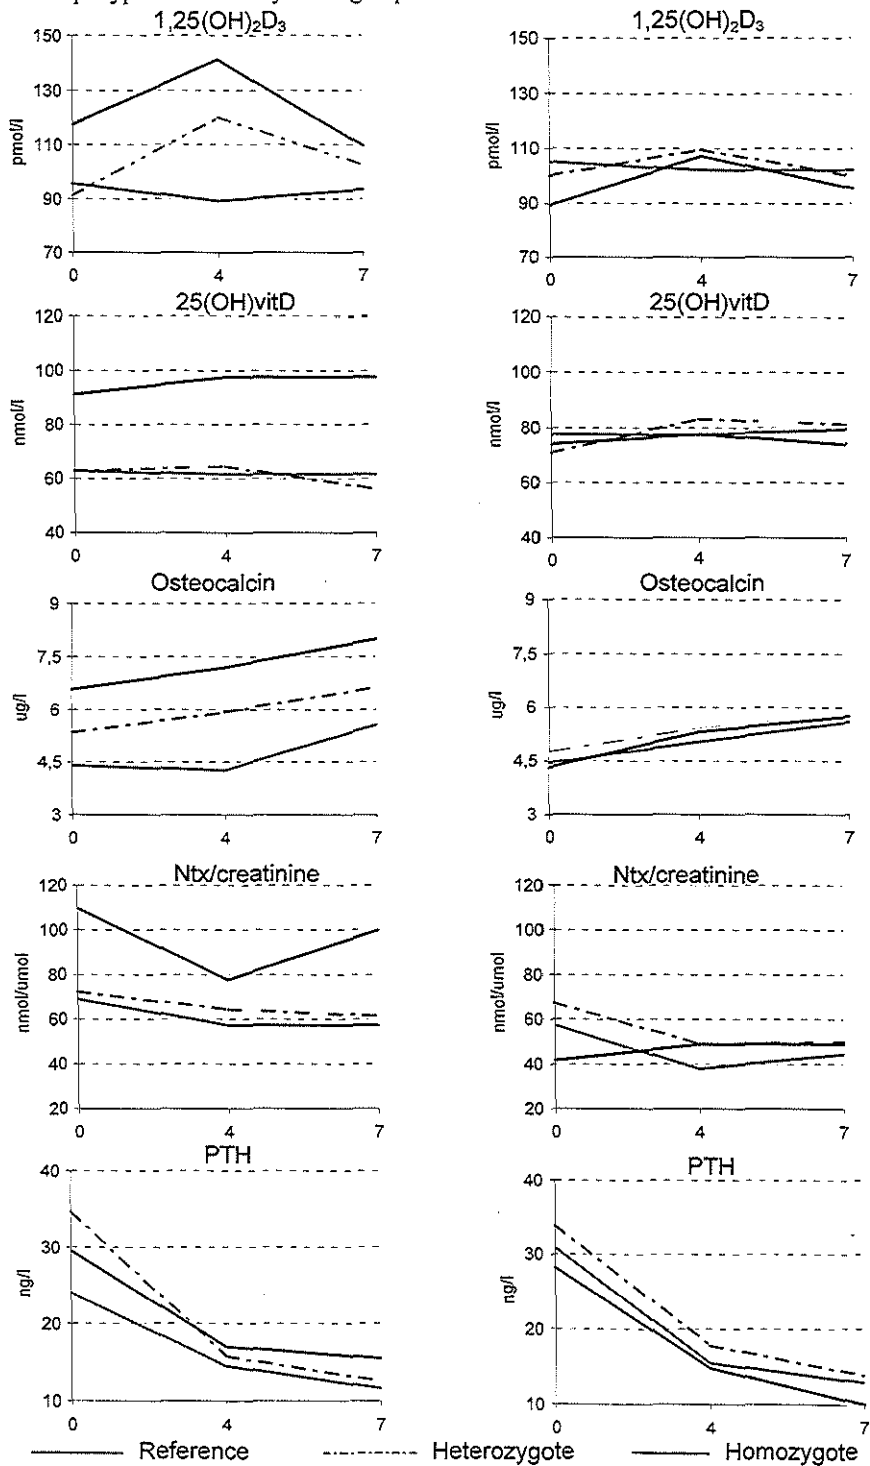 1,25(OH)₂D₃
150
130
110
90
70
pmol/l
0 4 7
1,25(OH)₂D₃
150
130
110
90
70
pmol/l
0 4 7
25(OH)vitD
120
100
80
60
40
nmol/l
0 4 7
25(OH)vitD
120
100
80
60
40
nmol/l
0 4 7
Osteocalcin
9
7,5
6
4,5
3
ug/l
0 4 7
Osteocalcin
9
7,5
6
4,5
3
ug/l
0 4 7
Ntx/creatinine
120
100
80
60
40
20
nmol/umol
0 4 7
Ntx/creatinine
120
100
80
60
40
20
nmol/umol
0 4 7
PTH
40
30
20
10
ng/l
0 4 7
PTH
40
30
20
10
ng/l
0 4 7
Reference Heterozygote Homozygote